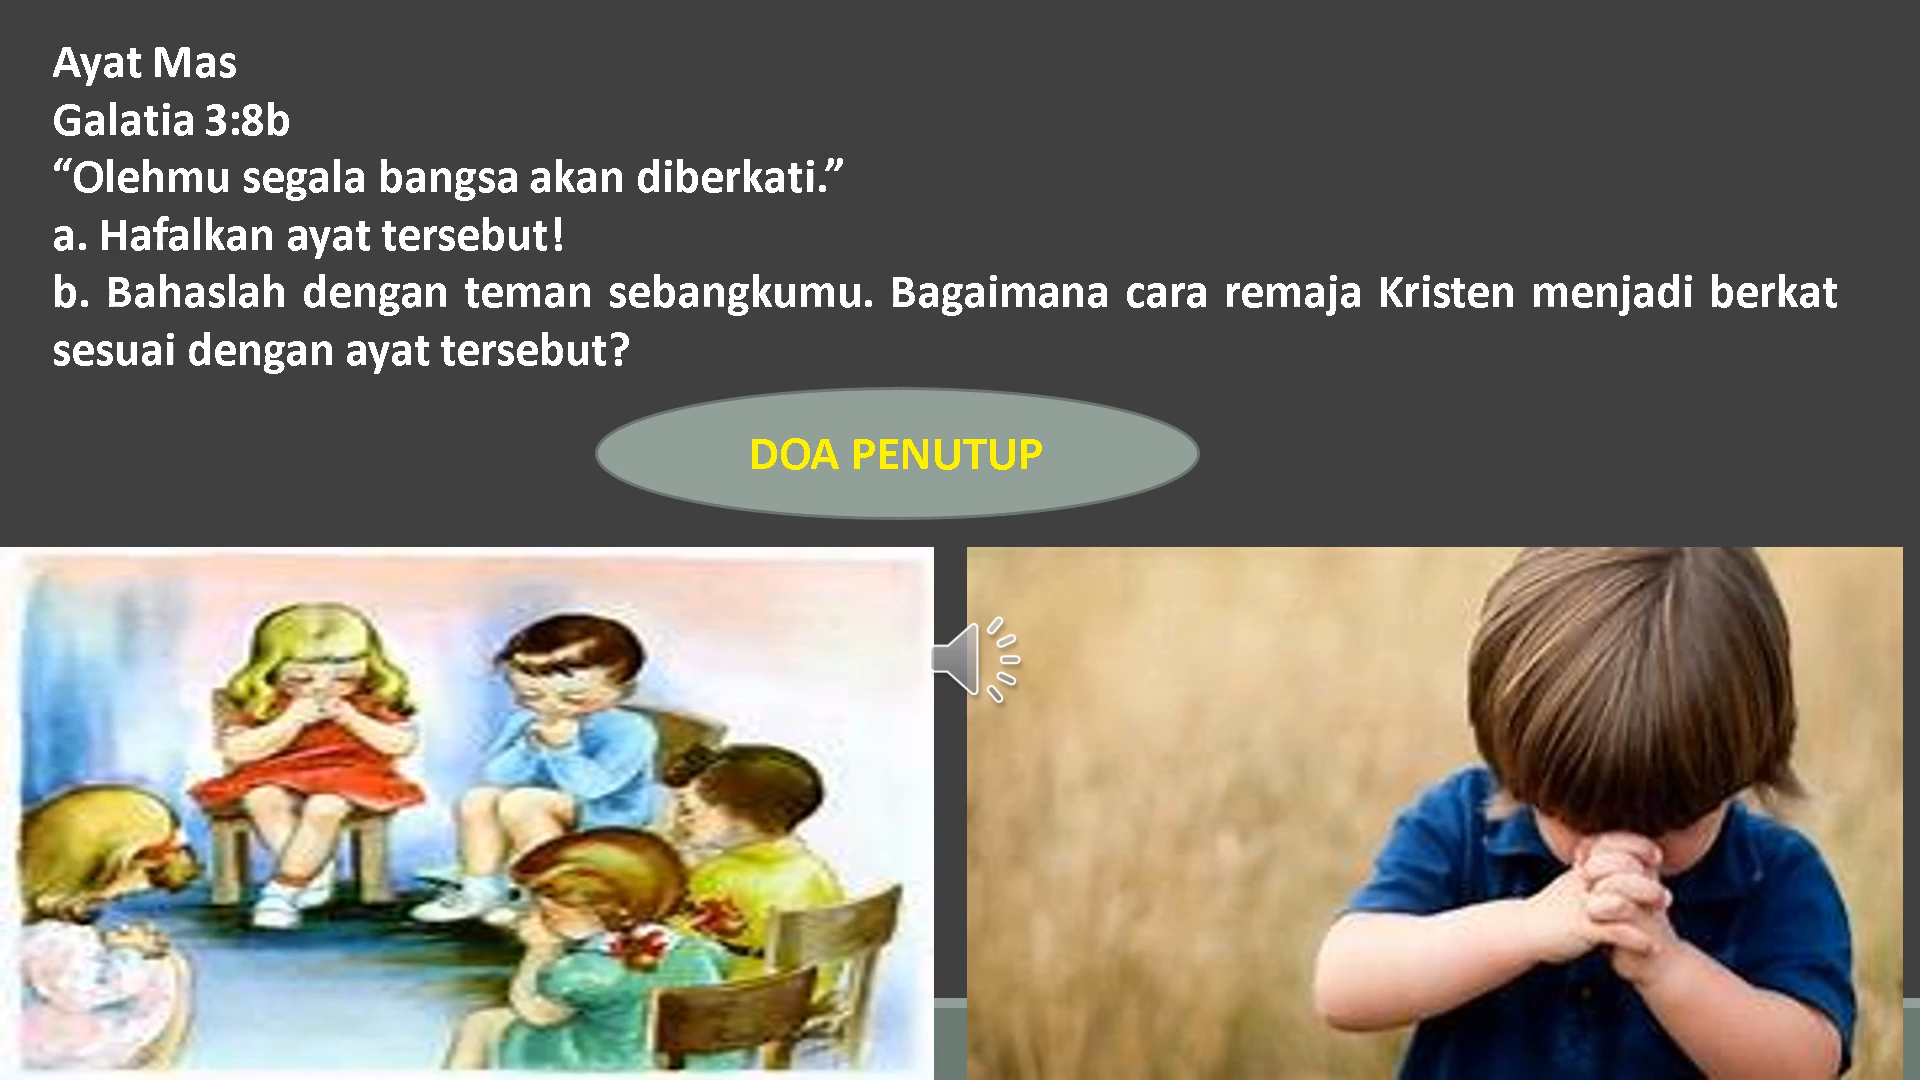 Ayat Mas
Galatia 3:8b
“Olehmu segala bangsa akan diberkati.”
a. Hafalkan ayat tersebut!
b. Bahaslah dengan teman sebangkumu. Bagaimana cara remaja Kristen menjadi berkat
sesuai dengan ayat tersebut?
DOA PENUTUP